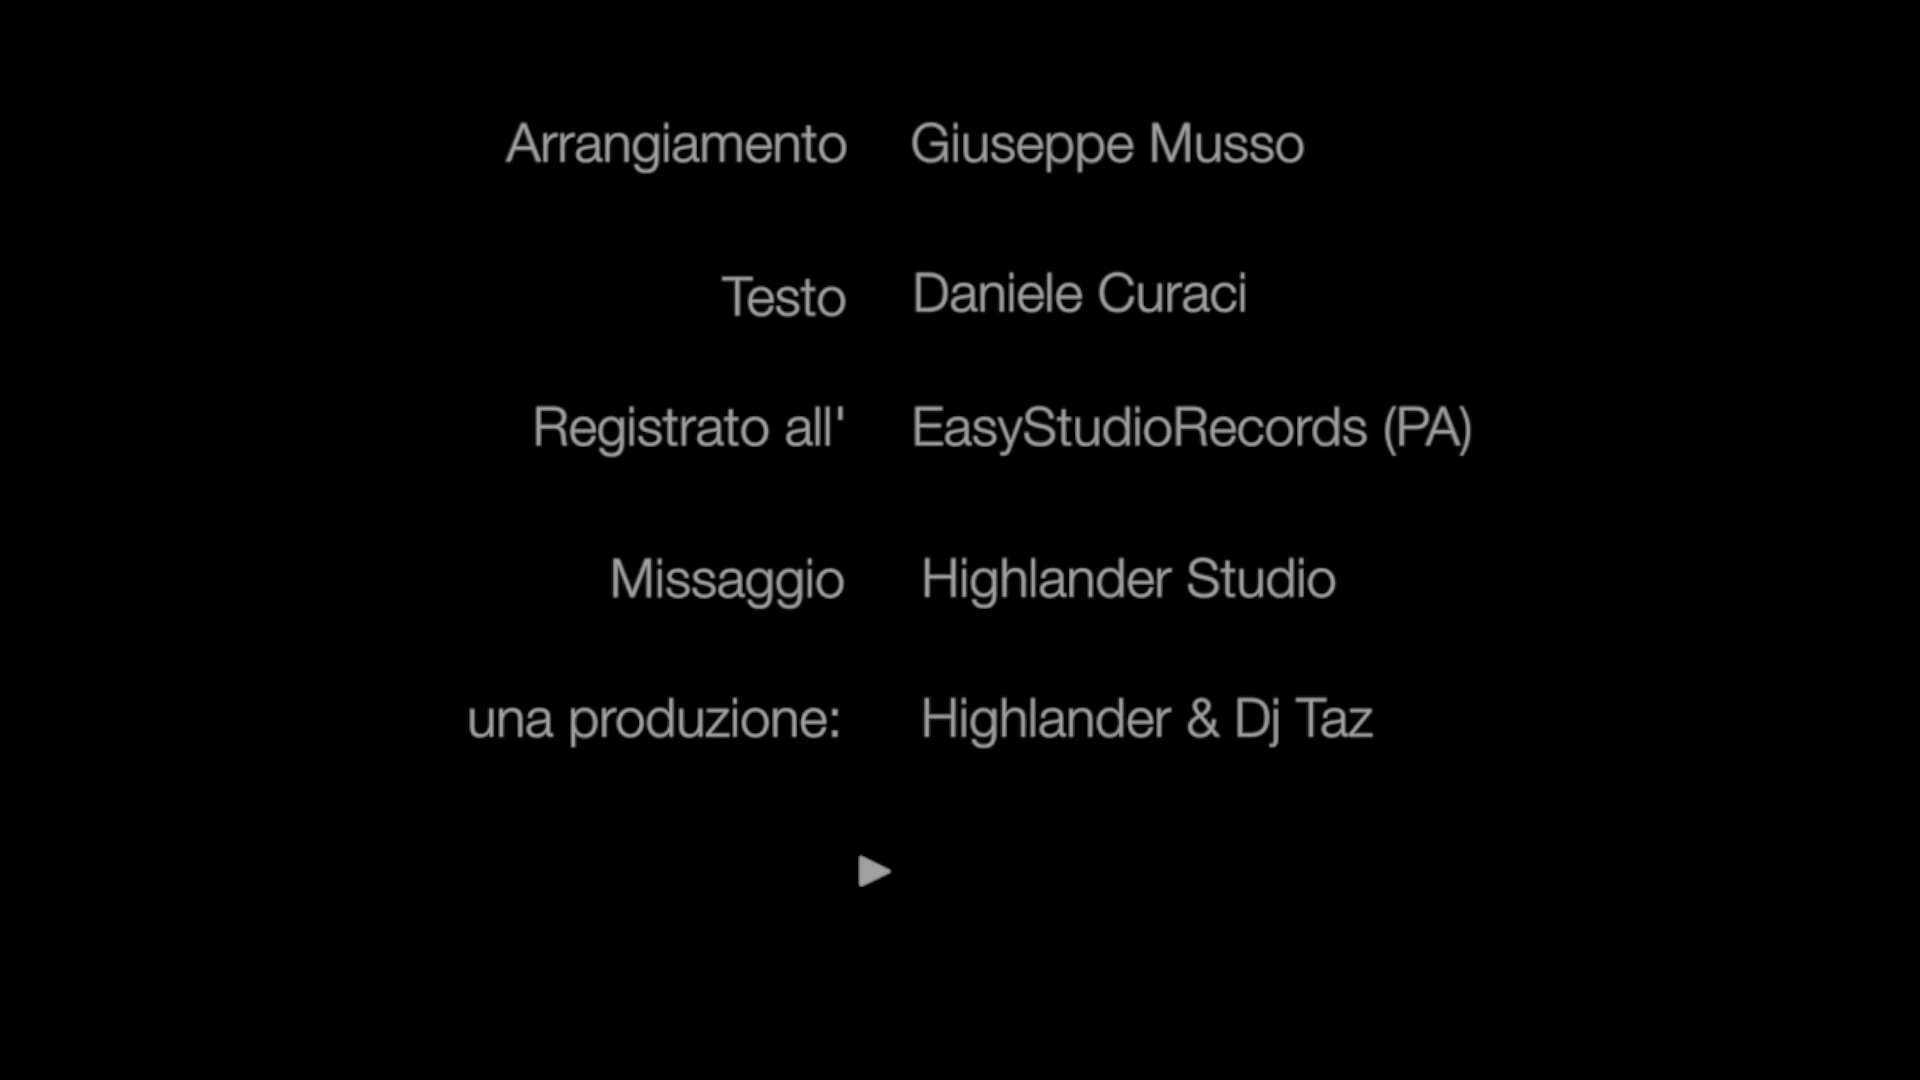 Arrangiamento Giuseppe Musso
Testo Daniele Curaci
Registrato all' EasyStudioRecords (PA)
Missaggio Highlander Studio
una produzione: Highlander & Dj Taz